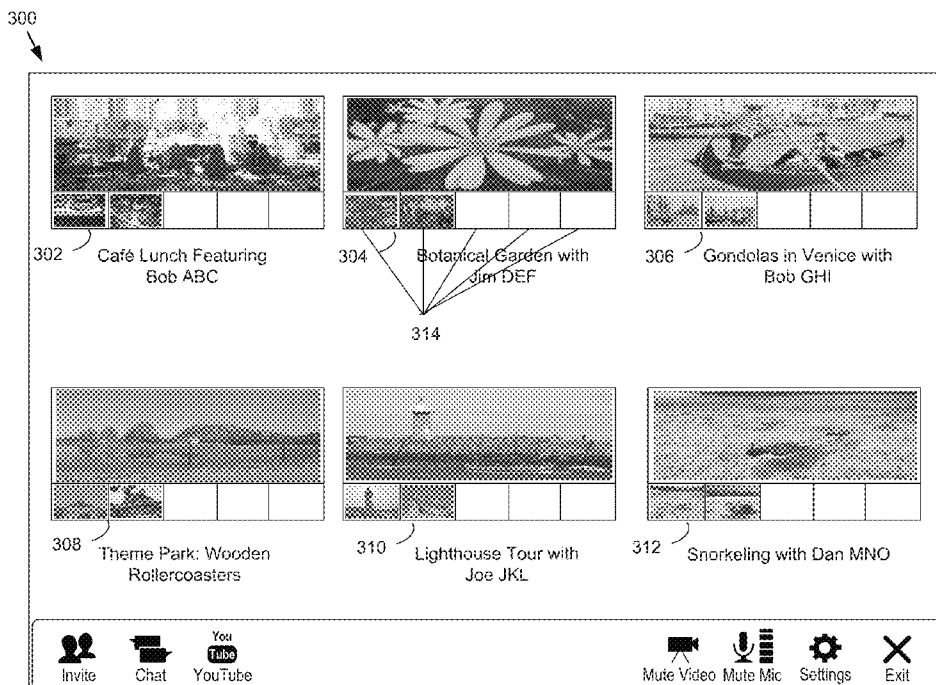 300
302
Café Lunch Featuring
Bob ABC
304
Botanical Garden with
Jim DEF
306
Gondolas in Venice with
Bob GHI
314
308
Theme Park: Wooden
Rollercoasters
310
Lighthouse Tour with
Joe JKL
312
Snorkeling with Dan MNO
You
Tube
Invite
Chat
YouTube
Mute Video
Mute Mic
Settings
Exit